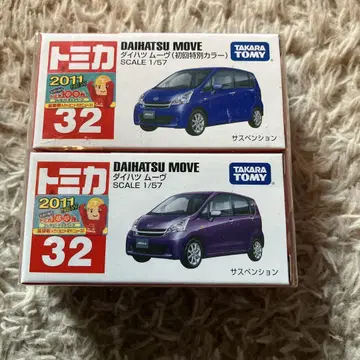 トミカ
DAIHATSU MOVE
ダイハツ ムーヴ(初回特別カラー)
SCALE 1/57
TAKARA
TOMY
2011
32
サスペンション
トミカ
DAIHATSU MOVE
ダイハツ ムーヴ
SCALE 1/57
TAKARA
TOMY
2011
32
サスペンション